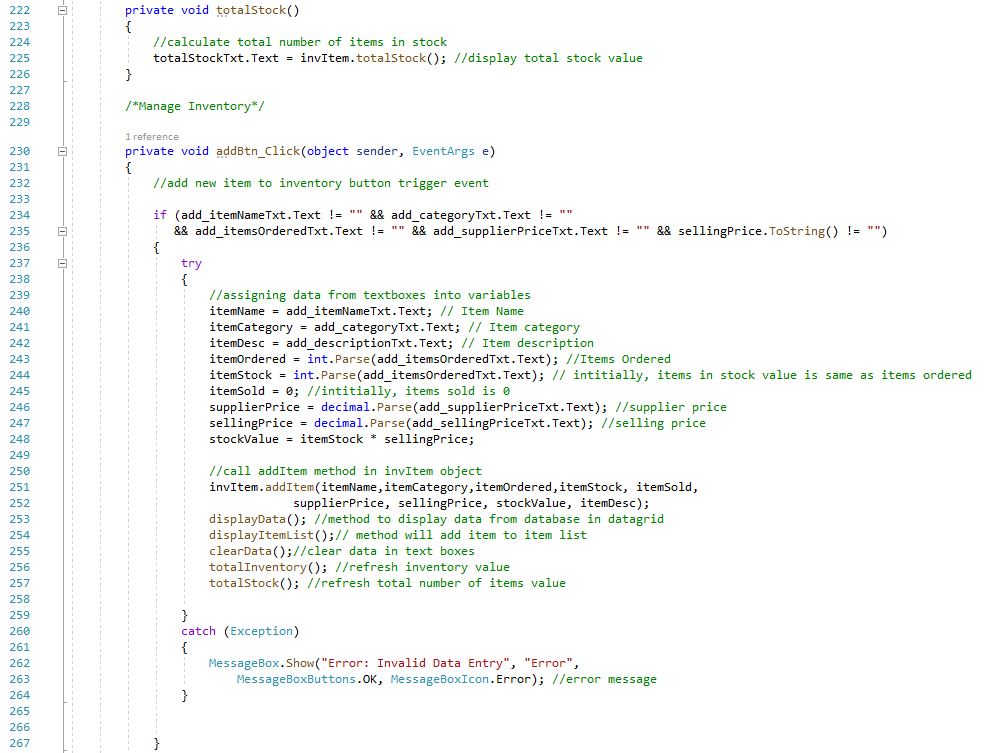 222 private void totalStock()
223 {
224 //calculate total number of items in stock
225 totalStockTxt.Text = invItem.totalStock(); //display total stock value
226 }
227
228 /*Manage Inventory*/
229
1 reference
230 private void addBtn_Click(object sender, EventArgs e)
231 {
232 //add new item to inventory button trigger event
233
234 if (add_itemNameTxt.Text != "" && add_categoryTxt.Text != ""
235 && add_itemsOrderedTxt.Text != "" && add_supplierPriceTxt.Text != "" && sellingPrice.ToString() != "")
236 {
237 try
238 {
239 //assigning data from textboxes into variables
240 itemName = add_itemNameTxt.Text; // Item Name
241 itemCategory = add_categoryTxt.Text; // Item category
242 itemDesc = add_descriptionTxt.Text; // Item description
243 itemOrdered = int.Parse(add_itemsOrderedTxt.Text); //Items Ordered
244 itemStock = int.Parse(add_itemsOrderedTxt.Text); // intitially, items in stock value is same as items ordered
245 itemSold = 0; //intitially, items sold is 0
246 supplierPrice = decimal.Parse(add_supplierPriceTxt.Text); //supplier price
247 sellingPrice = decimal.Parse(add_sellingPriceTxt.Text); //selling price
248 stockValue = itemStock * sellingPrice;
249
250 //call addItem method in invItem object
251 invItem.addItem(itemName,itemCategory,itemOrdered,itemStock, itemSold,
252 supplierPrice, sellingPrice, stockValue, itemDesc);
253 displayData(); //method to display data from database in datagrid
254 displayItemList();// method will add item to item list
255 clearData();//clear data in text boxes
256 totalInventory(); //refresh inventory value
257 totalStock(); //refresh total number of items value
258
259 }
260 catch (Exception)
261 {
262 MessageBox.Show("Error: Invalid Data Entry", "Error",
263 MessageBoxButtons.OK, MessageBoxIcon.Error); //error message
264 }
265
266
267 }